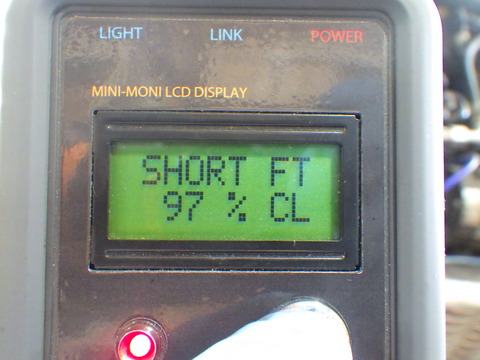 LIGHT LINK POWER
MINI-MONI LCD DISPLAY
SHORT FT
97 % CL